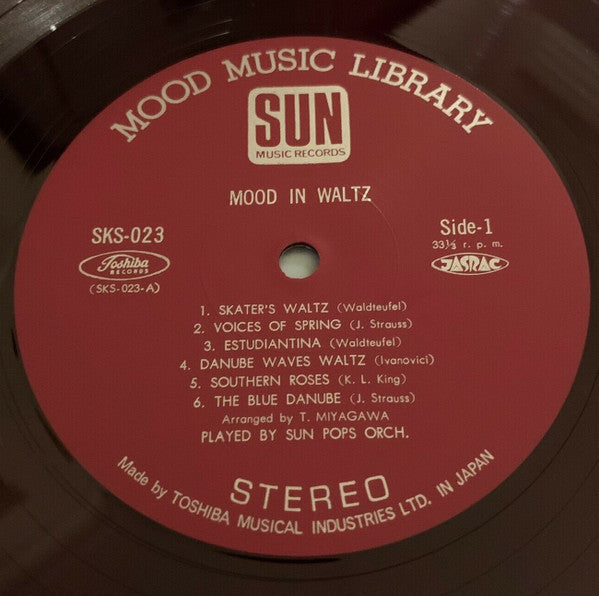 MOOD MUSIC LIBRARY
SUN
MUSIC RECORDS
MOOD IN WALTZ
SKS-023
Side-1
33⅓ r. p. m.
Toshiba
RECORDS
JASRAC
(SKS-023-A)
1. SKATER'S WALTZ (Waldteufel)
2. VOICES OF SPRING (J. Strauss)
3. ESTUDIANTINA (Waldteufel)
4. DANUBE WAVES WALTZ (Ivanovici)
5. SOUTHERN ROSES (K. L. King)
6. THE BLUE DANUBE (J. Strauss)
Arranged by T. MIYAGAWA
PLAYED BY SUN POPS ORCH.
STEREO
Made by TOSHIBA MUSICAL INDUSTRIES LTD. IN JAPAN